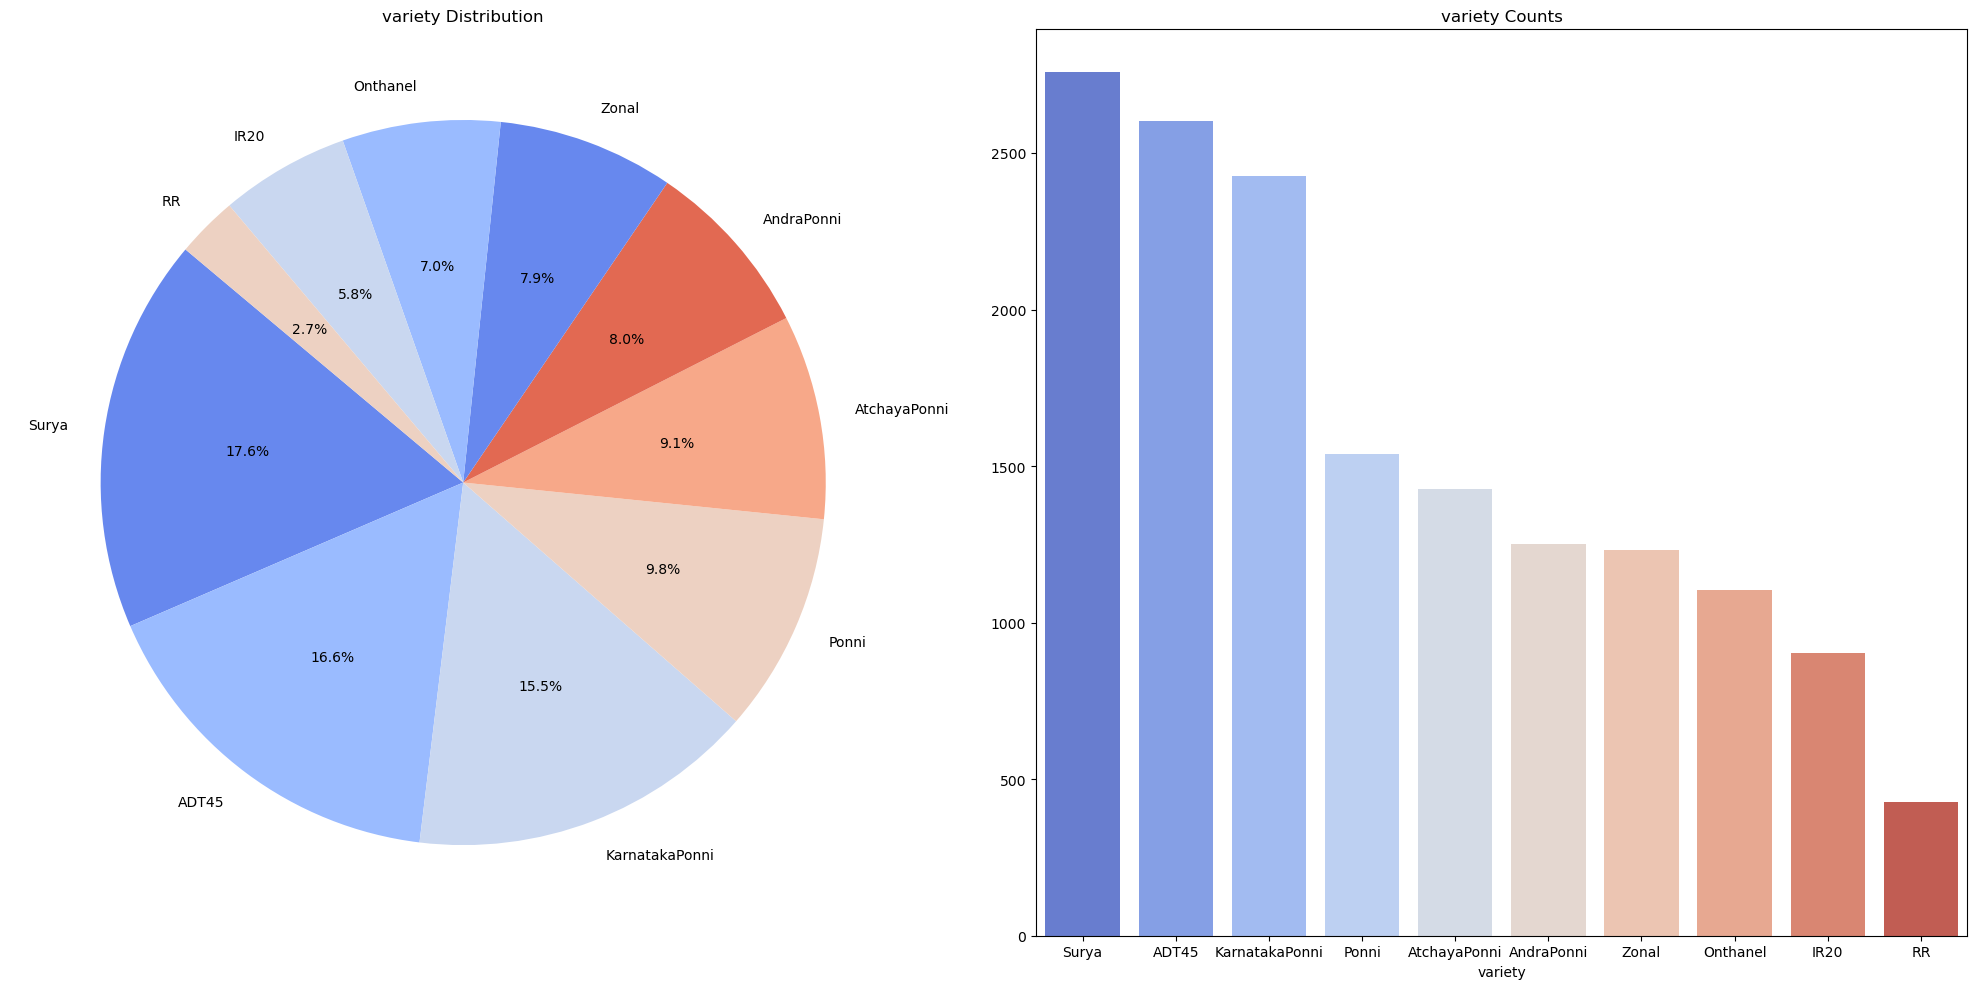 variety Distribution
Onthanel
Zonal
IR20
AndraPonni
RR
7.0%
7.9%
5.8%
2.7%
8.0%
AtchayaPonni
Surya
17.6%
9.1%
9.8%
Ponni
16.6%
15.5%
ADT45
KarnatakaPonni
variety Counts
2500
2000
1500
1000
500
0
Surya ADT45 KarnatakaPonni Ponni AtchayaPonni AndraPonni Zonal Onthanel IR20 RR
variety